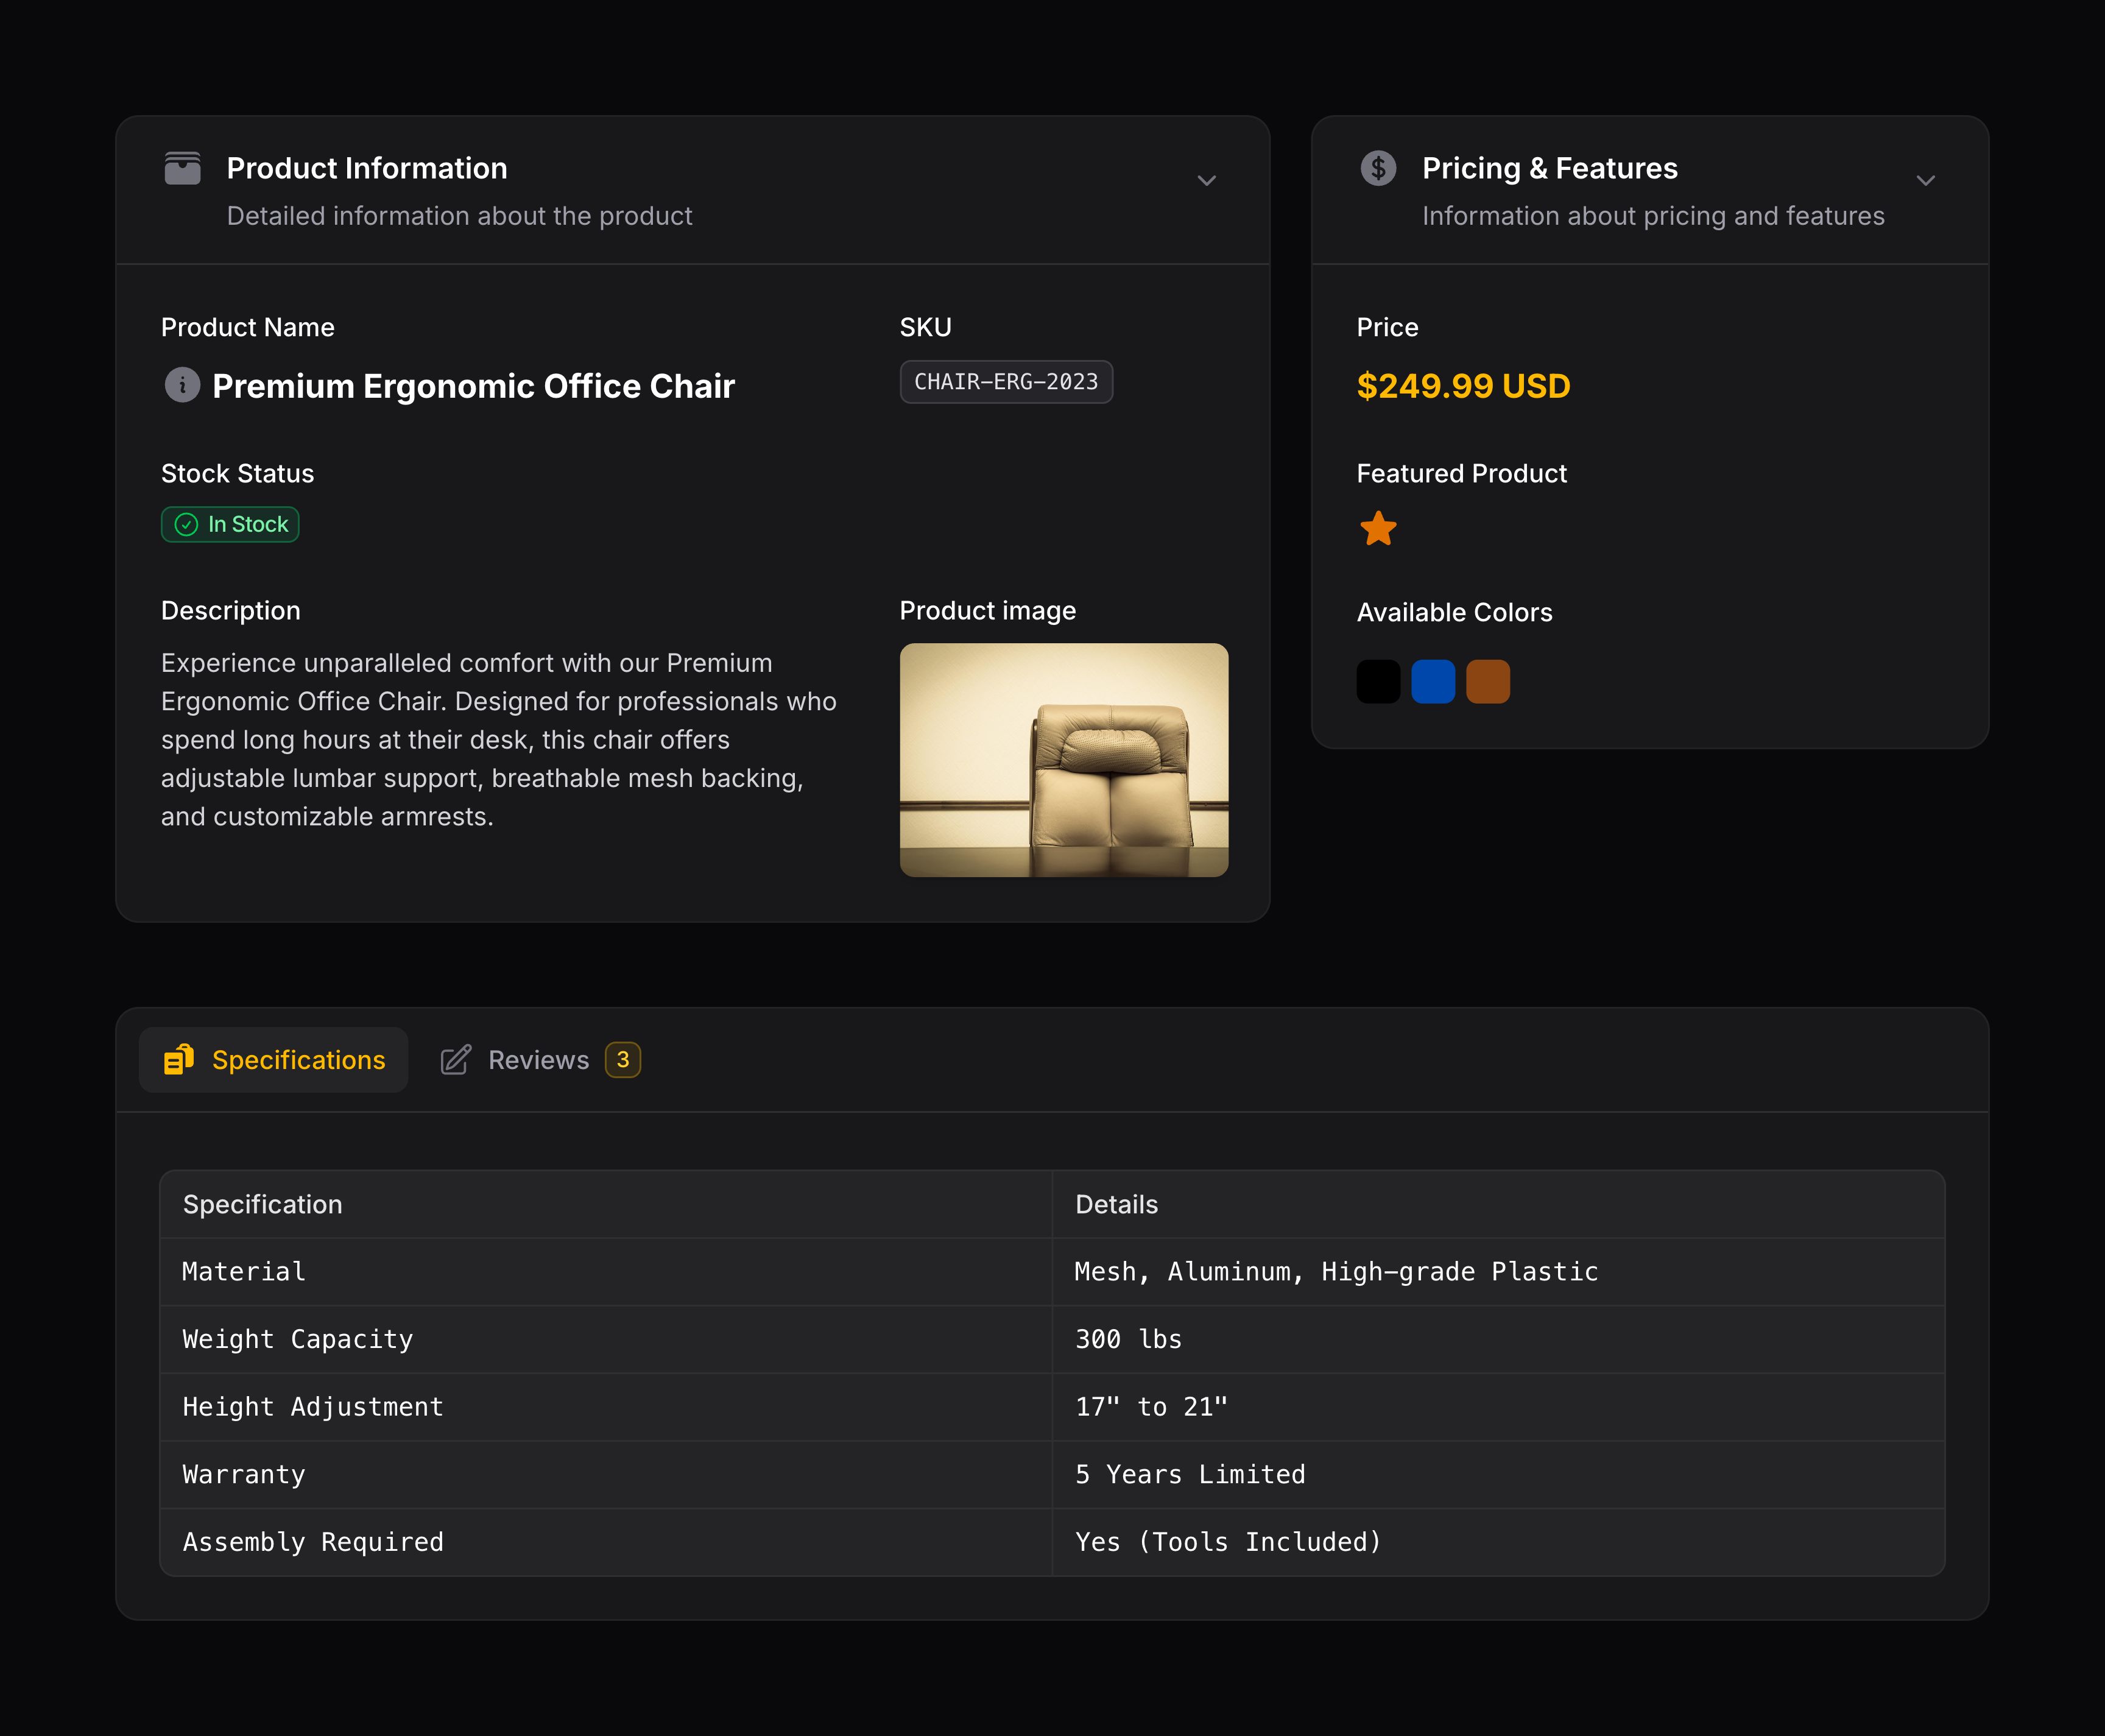 Product Information
Detailed information about the product
Product Name
Premium Ergonomic Office Chair
SKU
CHAIR-ERG-2023
Stock Status
In Stock
Description
Experience unparalleled comfort with our Premium
Ergonomic Office Chair. Designed for professionals who
spend long hours at their desk, this chair offers
adjustable lumbar support, breathable mesh backing,
and customizable armrests.
Product image
Pricing & Features
Information about pricing and features
Price
$249.99 USD
Featured Product
Available Colors
Specifications
Reviews 3
Specification Details
Material Mesh, Aluminum, High-grade Plastic
Weight Capacity 300 lbs
Height Adjustment 17" to 21"
Warranty 5 Years Limited
Assembly Required Yes (Tools Included)